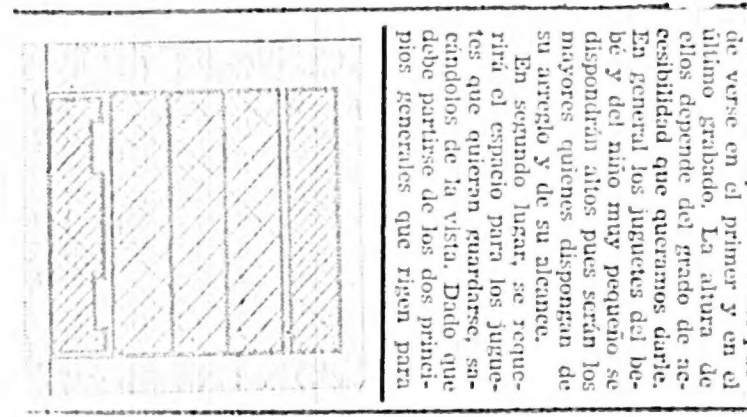 de verse en el primer y en el
último grabado. La altura de
ellos depende del grado de ac-
cesibilidad que queramos darle.
En general los juguetes del be-
bé y del niño muy pequeño se
dispondrán altos pues serán los
mayores quienes dispongan de
su arreglo y de su alcance.
En segundo lugar, se reque-
rirá el espacio para los jugue-
tes que quieran guardarse, sa-
cándolos de la vista Dado que
debe partirse de los dos princi-
pios generales que rigen para